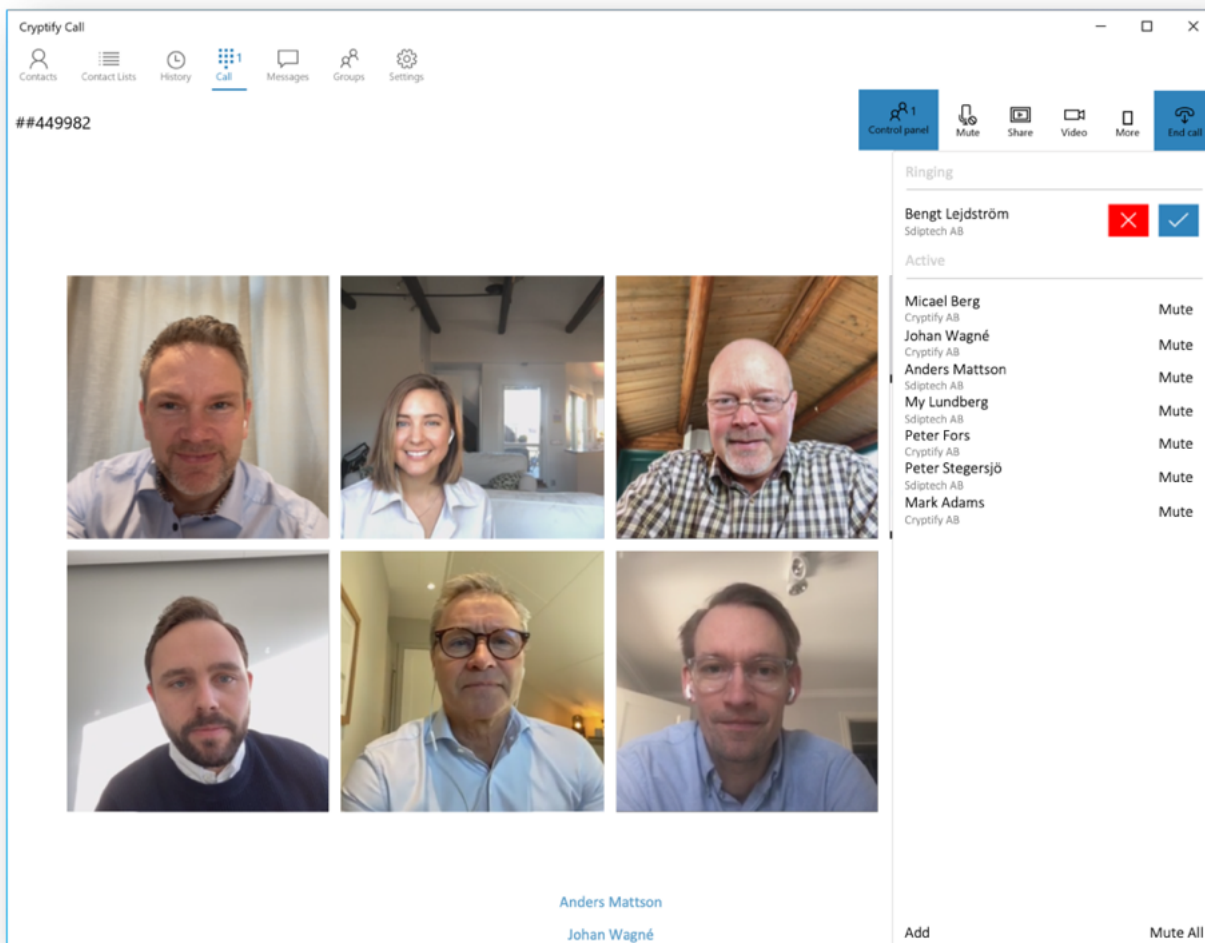 Cryptify Call
Contacts
Contact Lists
History
1
Call
Messages
Groups
Settings
##449982
1
Control panel
Mute
Share
Video
More
End call
Ringing
Bengt Lejdström
Sdiptech AB
Active
Micael Berg
Cryptify AB
Mute
Johan Wagné
Cryptify AB
Mute
Anders Mattson
Sdiptech AB
Mute
My Lundberg
Sdiptech AB
Mute
Peter Fors
Cryptify AB
Mute
Peter Stegersjö
Sdiptech AB
Mute
Mark Adams
Cryptify AB
Mute
Anders Mattson
Johan Wagné
Add
Mute All